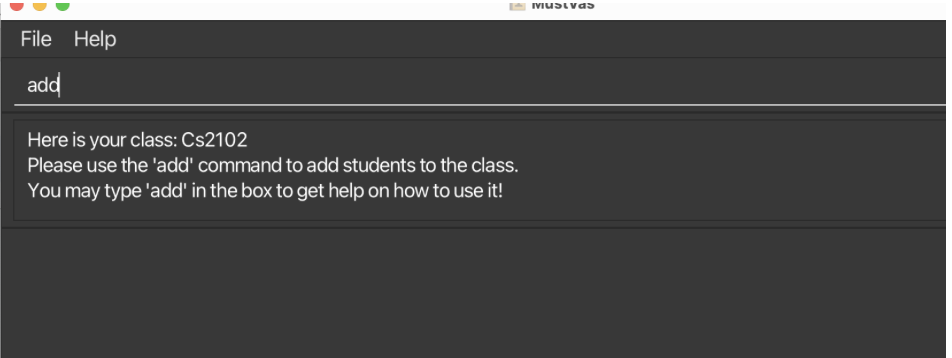 MustVas
File Help
add
Here is your class: Cs2102
Please use the 'add' command to add students to the class.
You may type 'add' in the box to get help on how to use it!